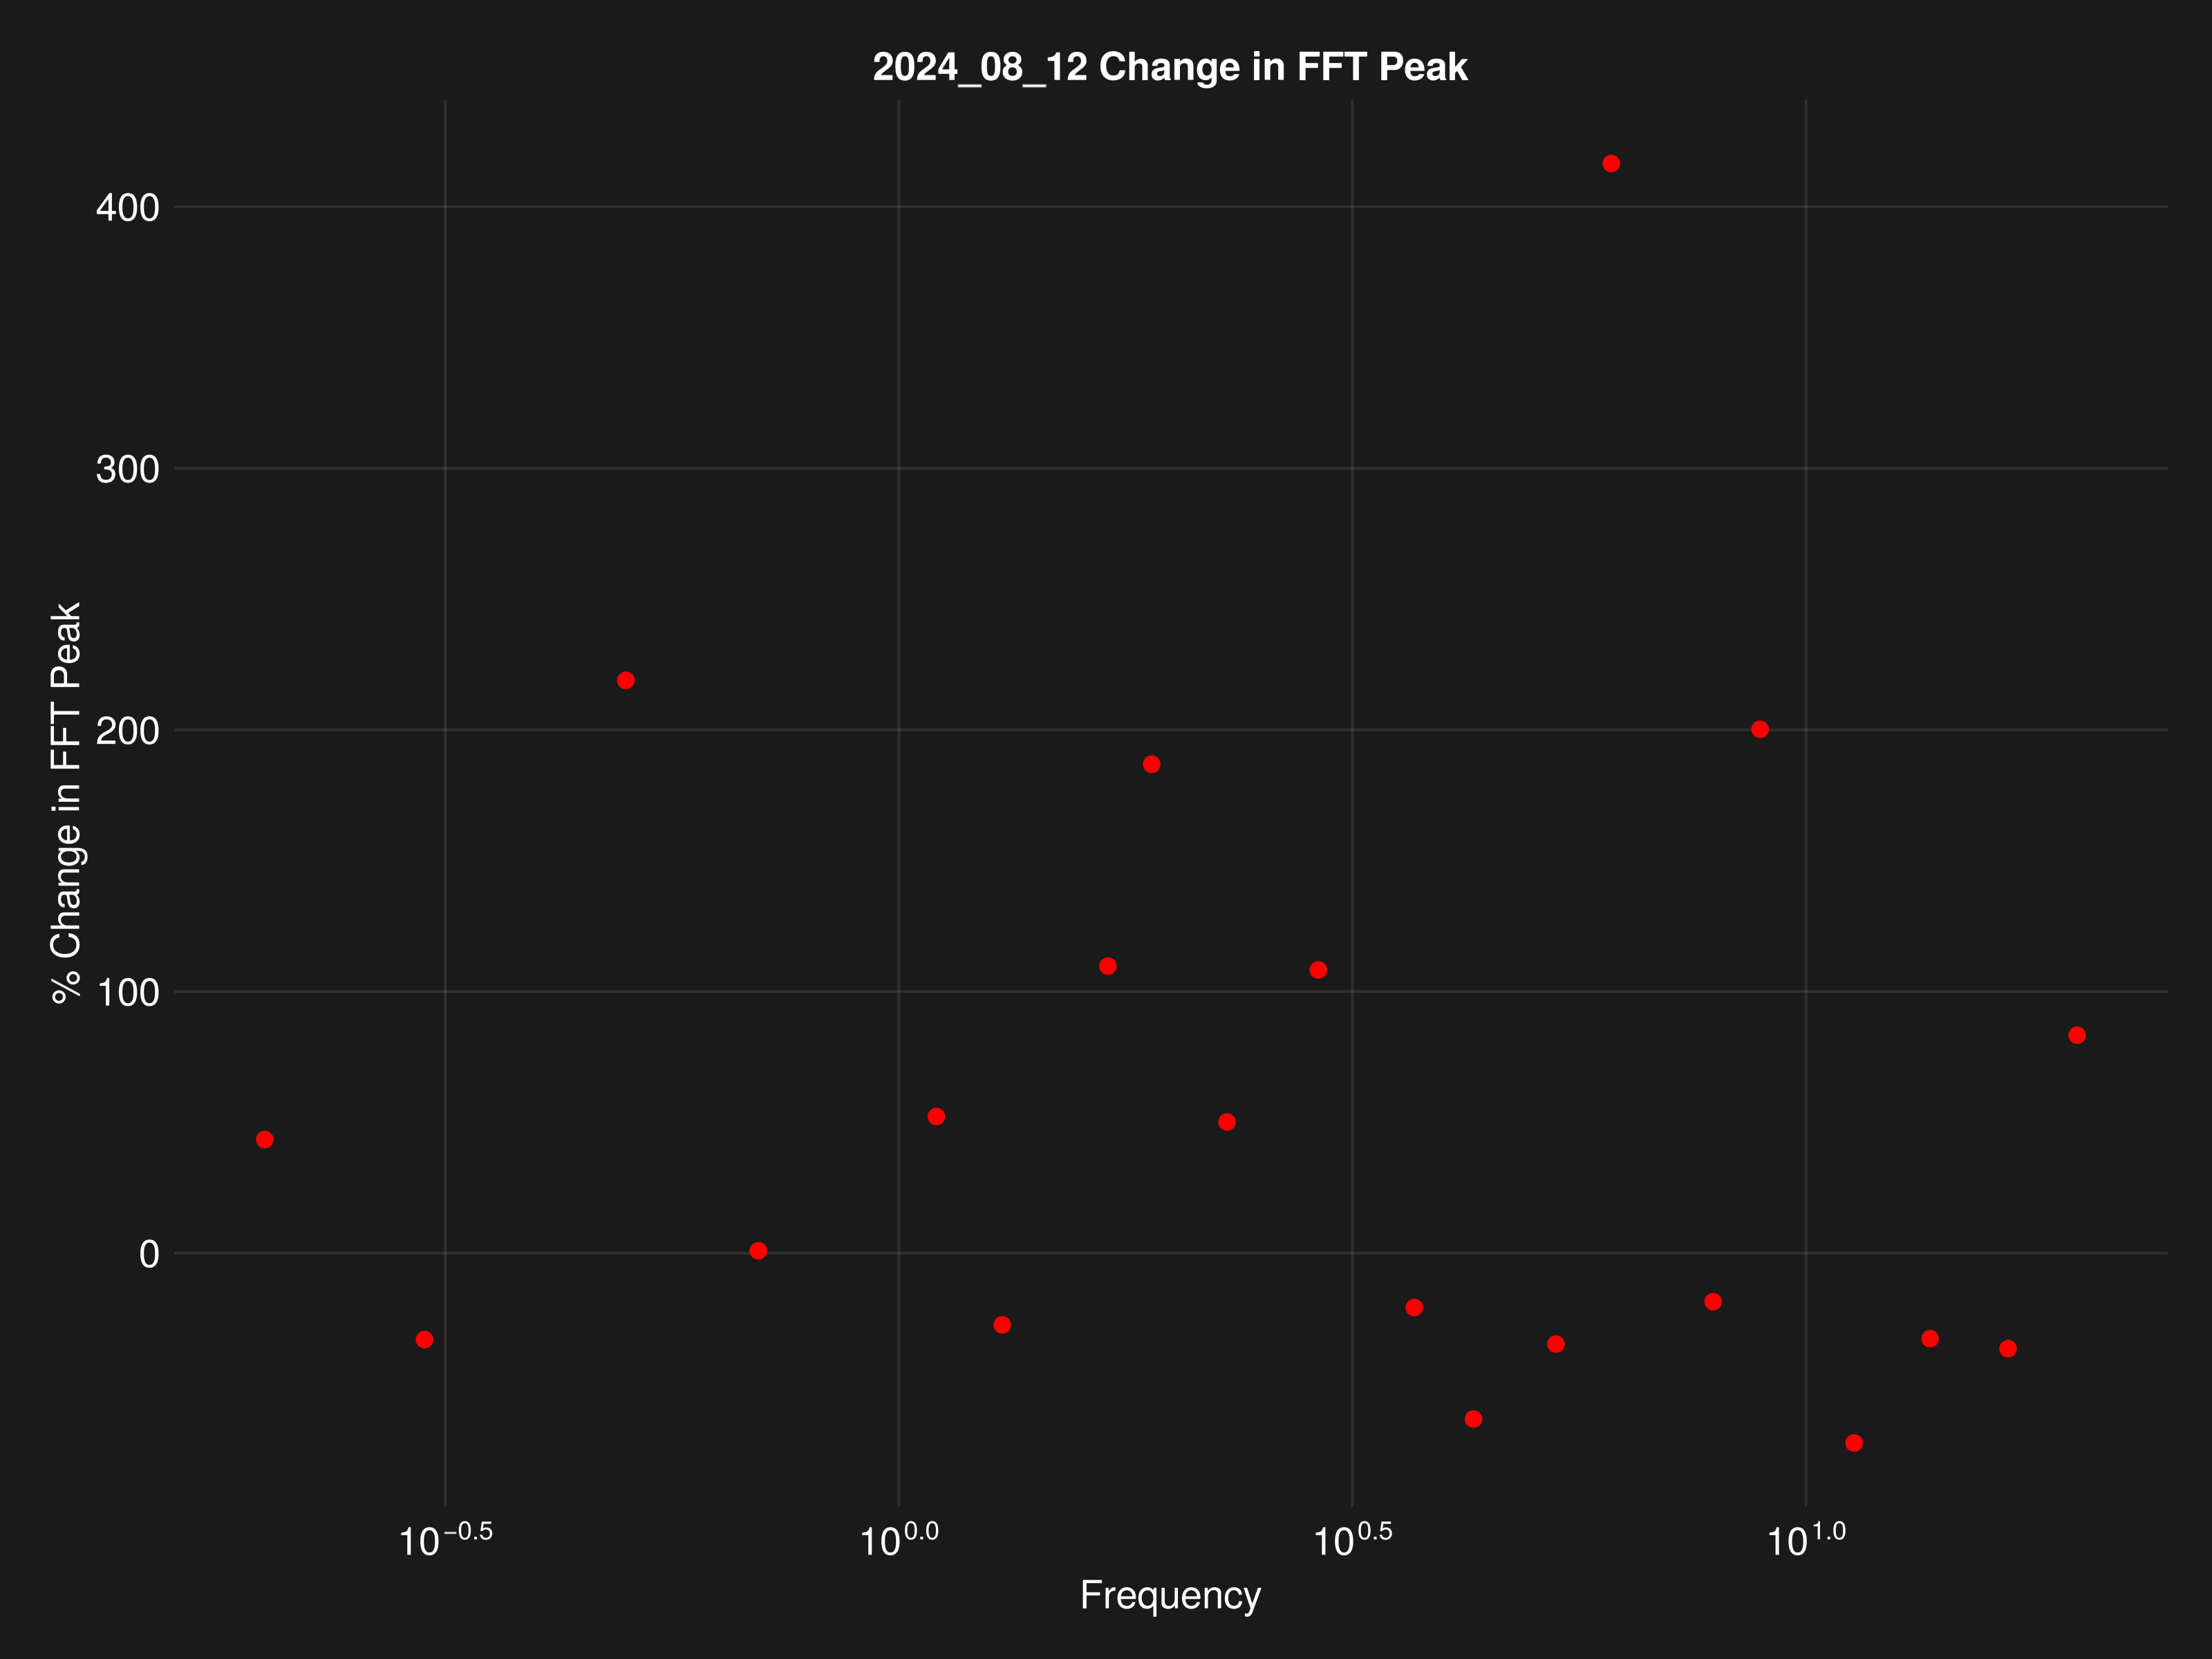 2024_08_12 Change in FFT Peak
% Change in FFT Peak
400
300
200
100
0
10⁻⁰·⁵ 10⁰·⁰ 10⁰·⁵ 10¹·⁰
Frequency